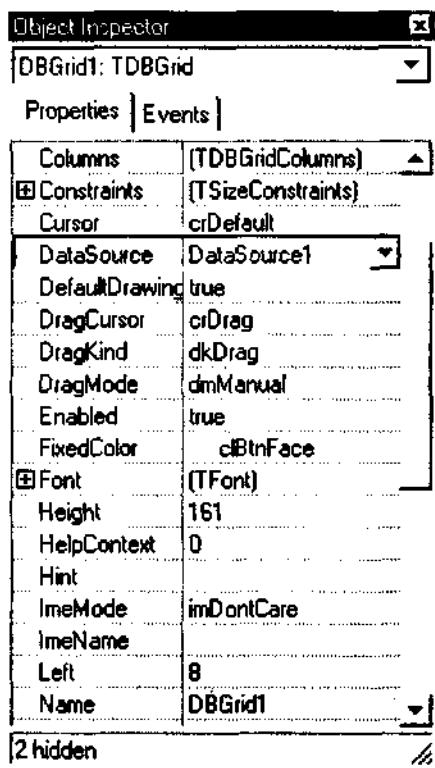 Object Inspector
DBGrid1: TDBGrid
Properties Events
Columns (TDBGridColumns)
Constraints (TSizeConstraints)
Cursor crDefault
DataSource DataSource1
DefaultDrawing true
DragCursor crDrag
DragKind dkDrag
DragMode dmManual
Enabled true
FixedColor clBtnFace
Font (TFont)
Height 161
HelpContext 0
Hint
ImeMode imDontCare
ImeName
Left 8
Name DBGrid1
2 hidden